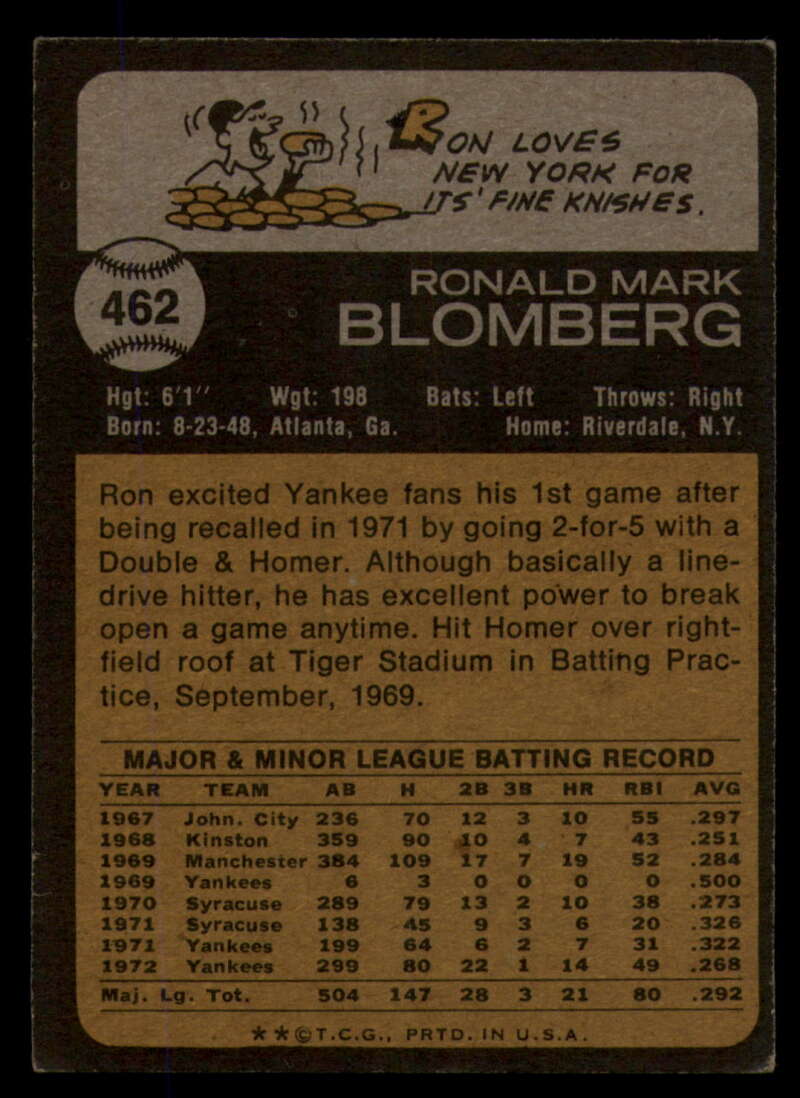 RON LOVES
NEW YORK FOR
ITS' FINE KNISHES.
462
RONALD MARK
BLOMBERG
Hgt: 6'1" Wgt: 198 Bats: Left Throws: Right
Born: 8-23-48, Atlanta, Ga. Home: Riverdale, N.Y.
Ron excited Yankee fans his 1st game after
being recalled in 1971 by going 2-for-5 with a
Double & Homer. Although basically a line-
drive hitter, he has excellent power to break
open a game anytime. Hit Homer over right-
field roof at Tiger Stadium in Batting Prac-
tice, September, 1969.
MAJOR & MINOR LEAGUE BATTING RECORD
YEAR TEAM AB H 2B 3B HR RBI AVG
1967 John. City 236 70 12 3 10 55 .297
1968 Kinston 359 90 10 4 7 43 .251
1969 Manchester 384 109 17 7 19 52 .284
1969 Yankees 6 3 0 0 0 0 .500
1970 Syracuse 289 79 13 2 10 38 .273
1971 Syracuse 138 45 9 3 6 20 .326
1971 Yankees 199 64 6 2 7 31 .322
1972 Yankees 299 80 22 1 14 49 .268
Maj. Lg. Tot. 504 147 28 3 21 80 .292
**©T.C.G., PRTD. IN U.S.A.